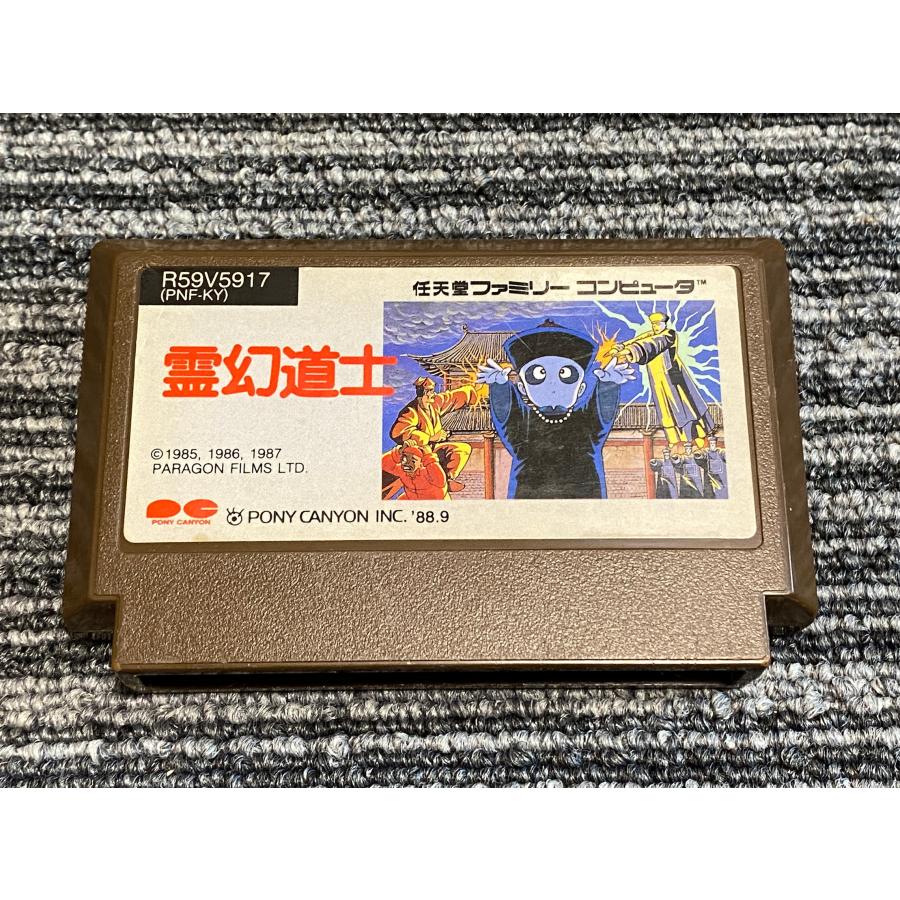 R59V5917
(PNF-KY)
任天堂ファミリー コンピュータ™
霊幻道士
©1985, 1986, 1987
PARAGON FILMS LTD.
PC
PONY CANYON
PONY CANYON INC. '88.9